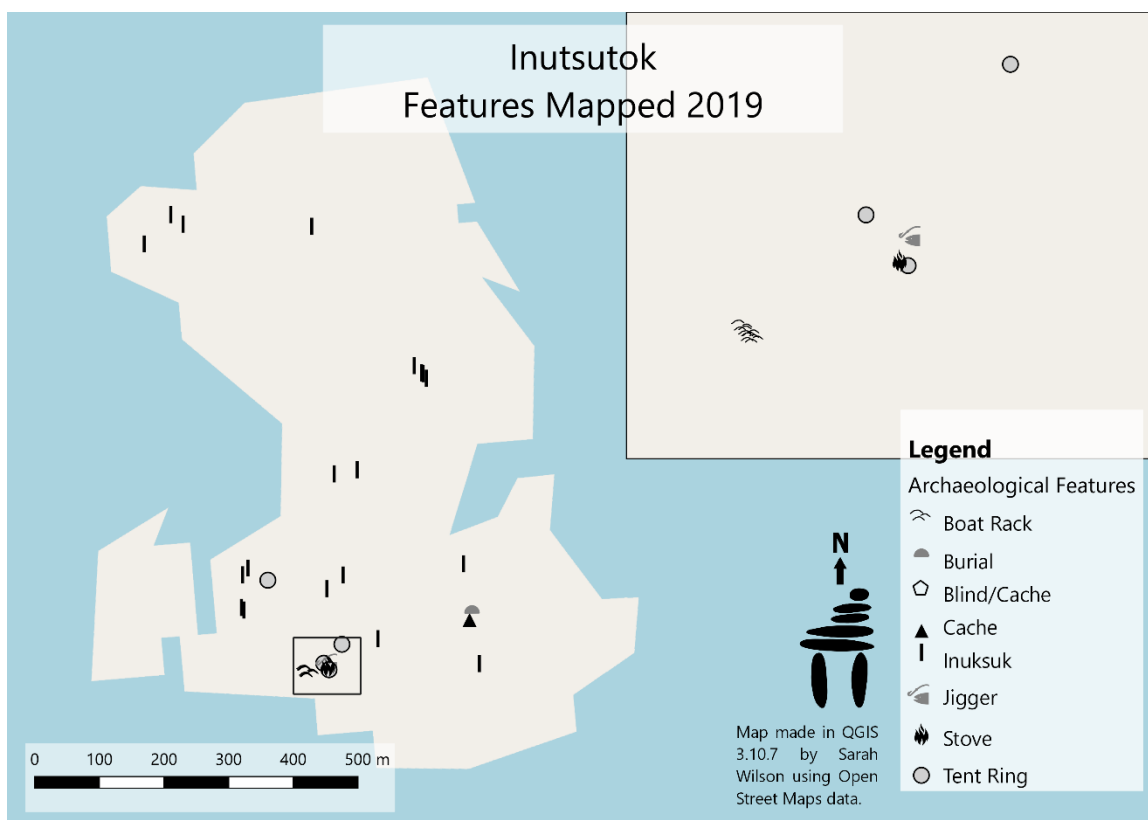 Inutsutok
Features Mapped 2019
Legend
Archaeological Features
Boat Rack
Burial
Blind/Cache
Cache
Inuksuk
Jigger
Stove
Tent Ring
N
Map made in QGIS
3.10.7 by Sarah
Wilson using Open
Street Maps data.
0 100 200 300 400 500 m